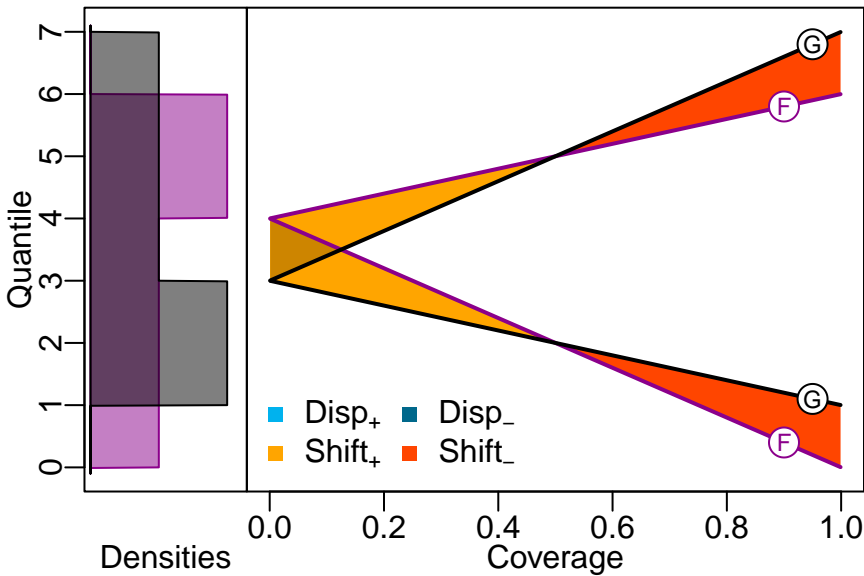 Quantile
7
6
5
4
3
2
1
0
G
F
G
F
Disp₊ Disp₋
Shift₊ Shift₋
0.0 0.2 0.4 0.6 0.8 1.0
Densities Coverage